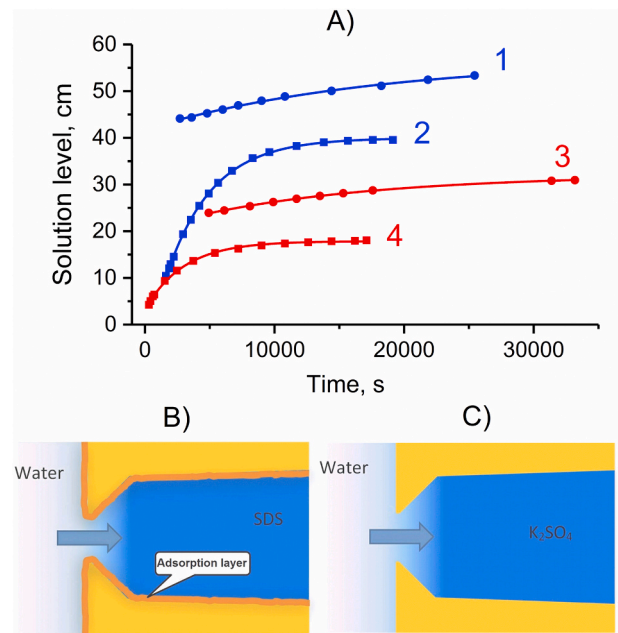 A)
60
50
40
30
20
10
0
Solution level, cm
1
2
3
4
0
10000
20000
30000
Time, s
B)
C)
Water
SDS
Adsorption layer
Water
K₂SO₄